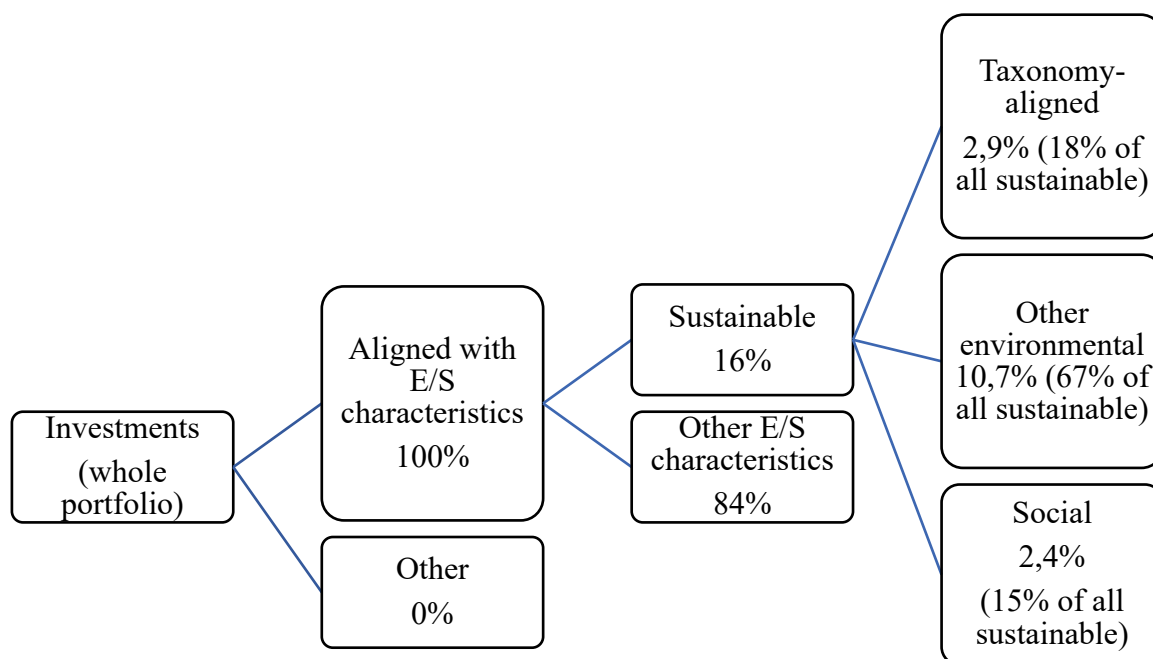 Investments
(whole
portfolio)
Aligned with
E/S
characteristics
100%
Other
0%
Sustainable
16%
Other E/S
characteristics
84%
Taxonomy-
aligned
2,9% (18% of
all sustainable)
Other
environmental
10,7% (67% of
all sustainable)
Social
2,4%
(15% of all
sustainable)